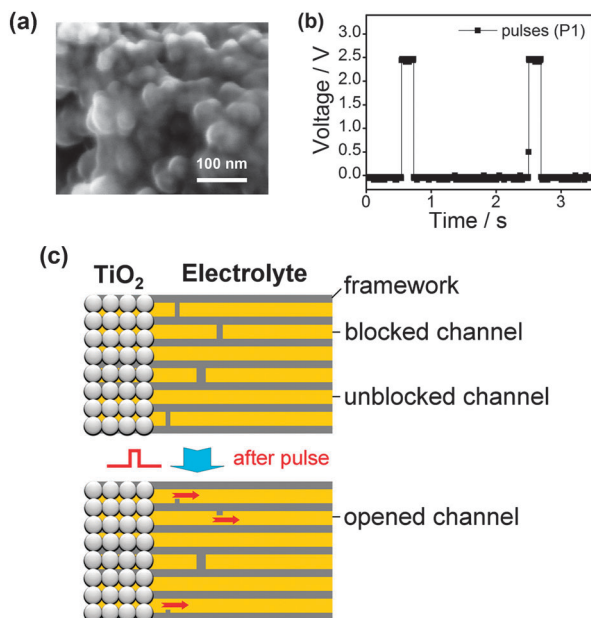 (a)
100 nm
(b)
Voltage / V
3.0
2.5
2.0
1.5
1.0
0.5
0.0
pulses (P1)
0 1 2 3
Time / s
(c)
TiO₂ Electrolyte
framework
blocked channel
unblocked channel
after pulse
opened channel